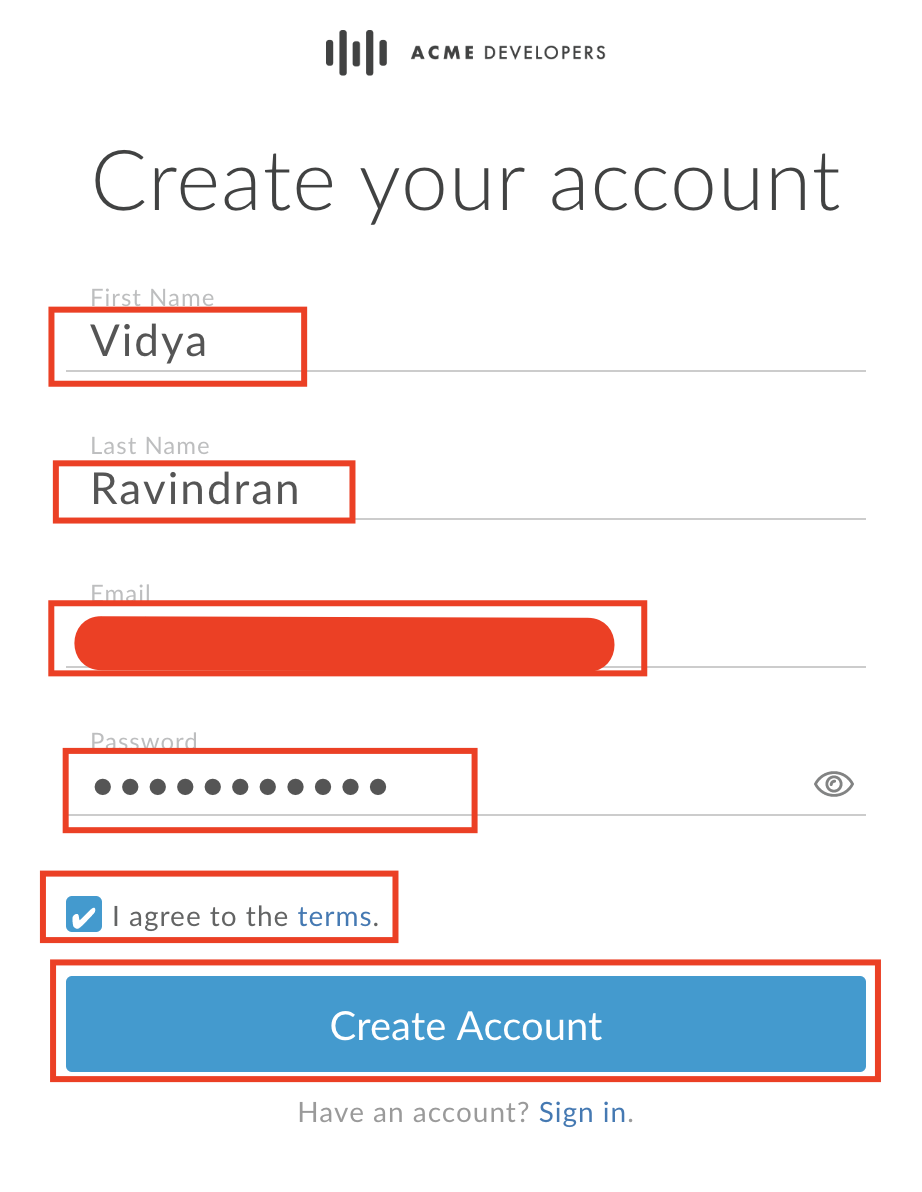 ACME DEVELOPERS
Create your account
First Name
Vidya
Last Name
Ravindran
Email
Password
I agree to the terms.
Create Account
Have an account? Sign in.